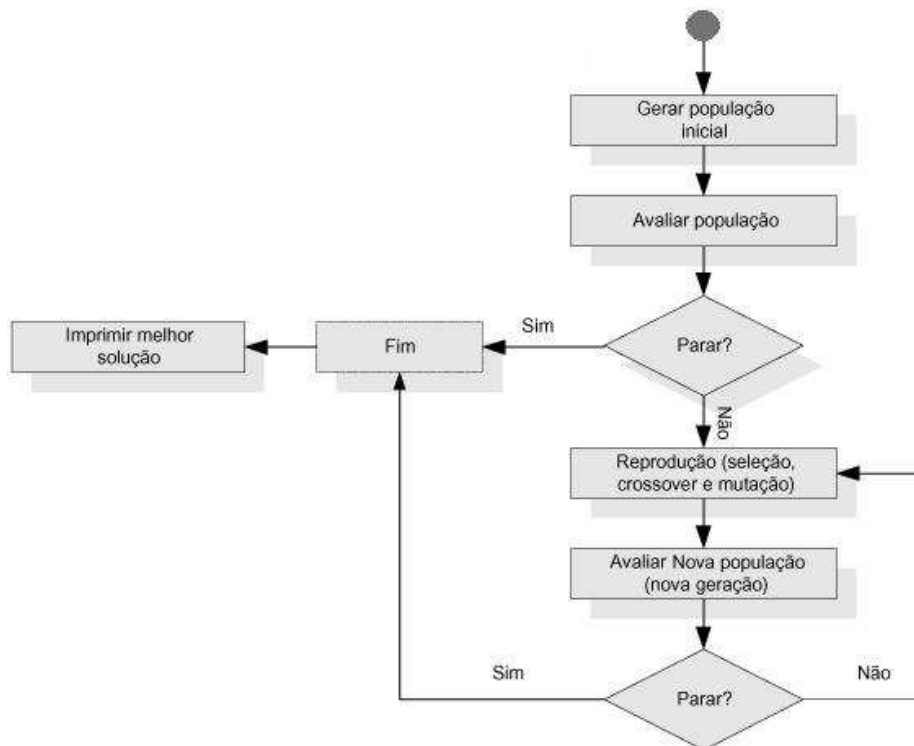 Gerar população
inicial
Avaliar população
Parar?
Sim
Fim
Imprimir melhor
solução
Não
Reprodução (seleção,
crossover e mutação)
Avaliar Nova população
(nova geração)
Parar?
Sim
Não